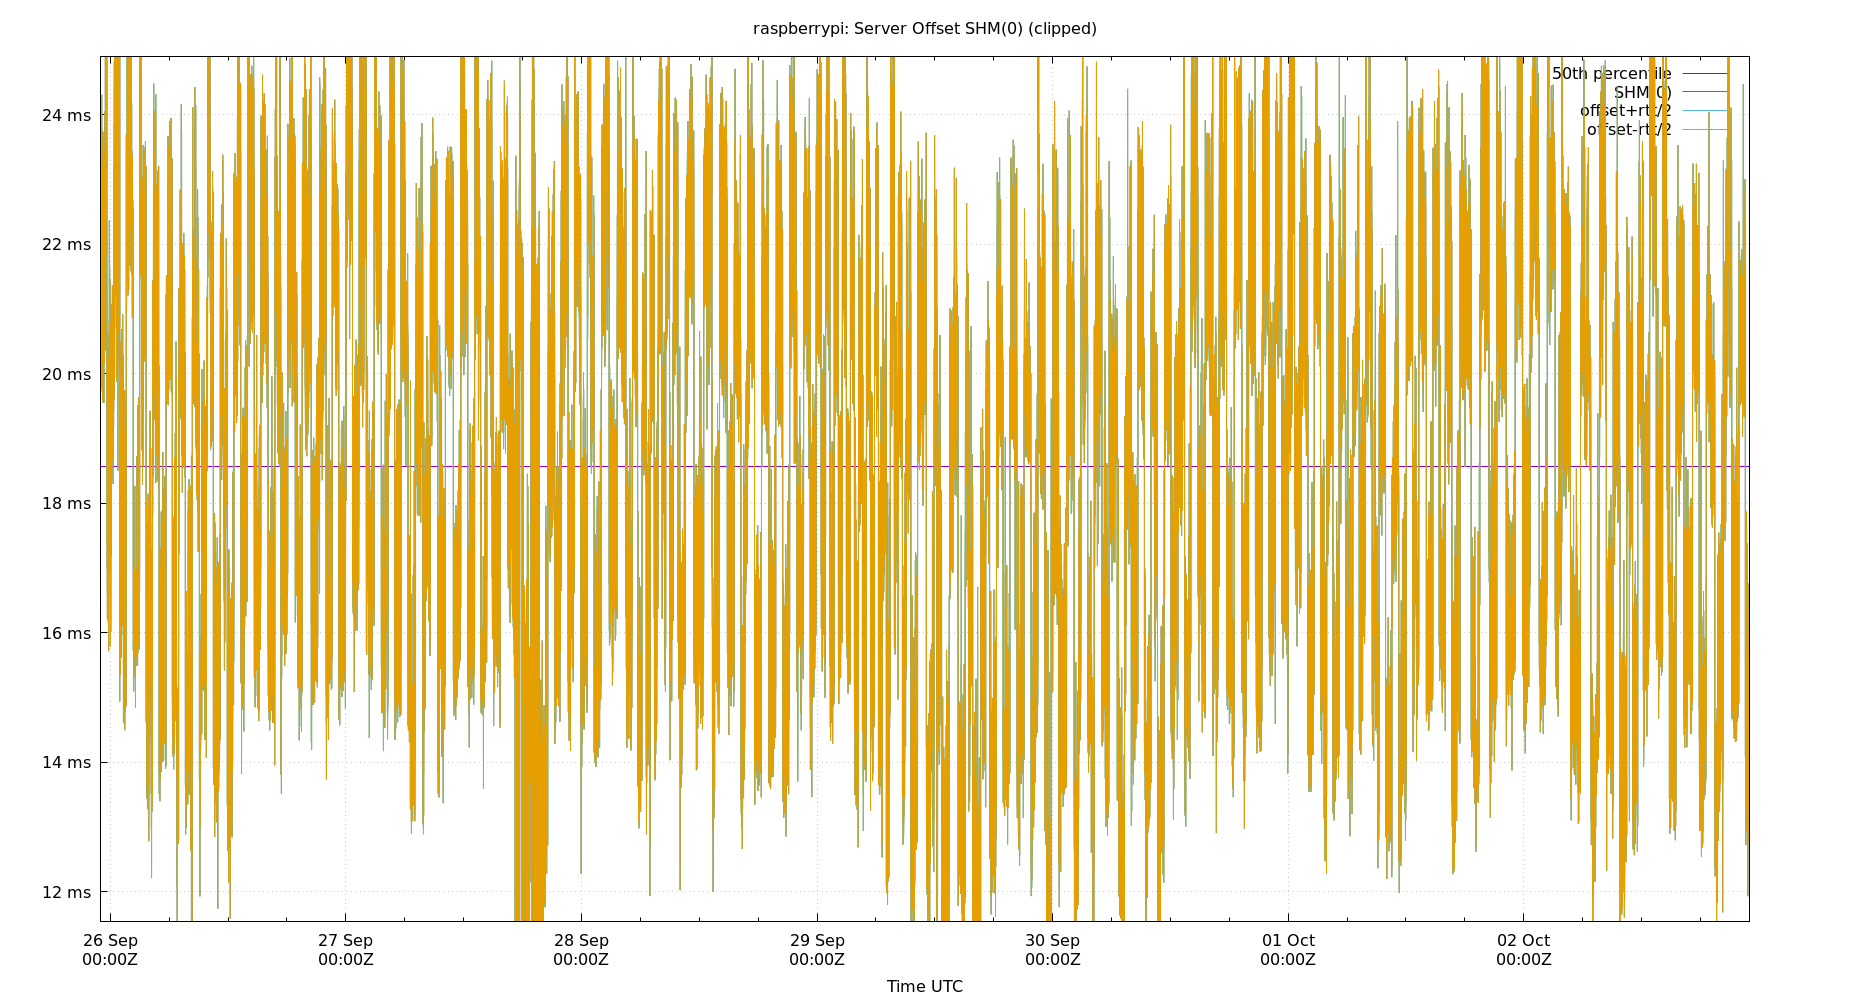 raspberrypi: Server Offset SHM(0) (clipped)
50th percentile
SHM(0)
offset+rtt/2
offset-rtt/2
24 ms
22 ms
20 ms
18 ms
16 ms
14 ms
12 ms
26 Sep 27 Sep 28 Sep 29 Sep 30 Sep 01 Oct 02 Oct
00:00Z 00:00Z 00:00Z 00:00Z 00:00Z 00:00Z 00:00Z
Time UTC